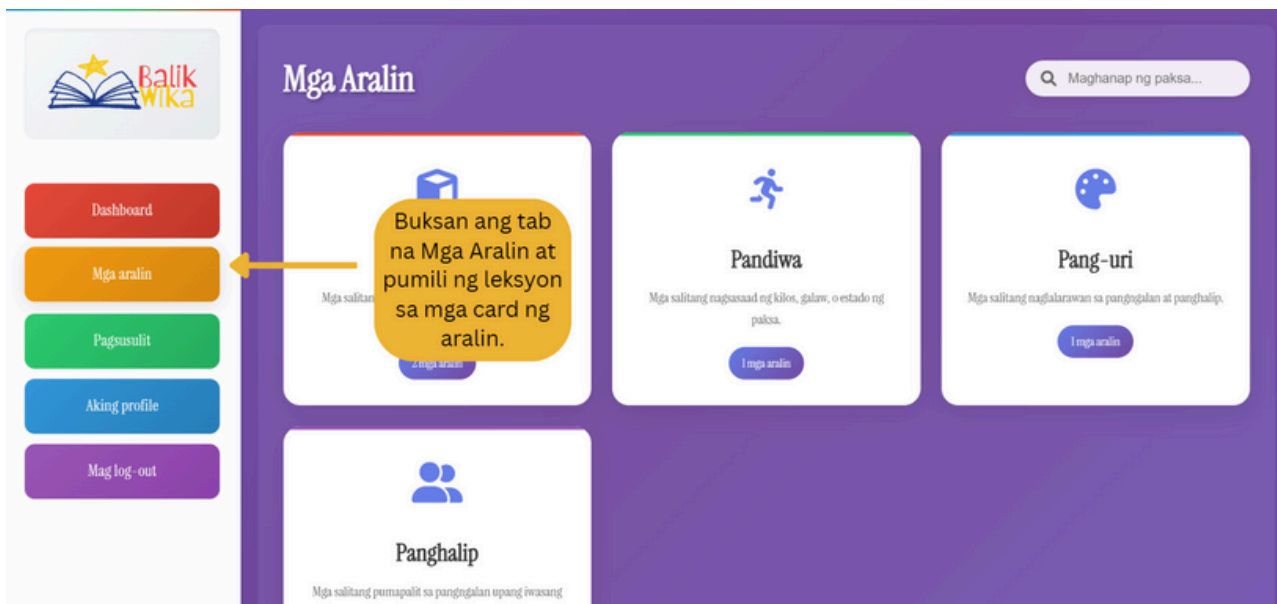 Balik
Wika
Mga Aralin
Maghanap ng paksa...
Dashboard
Mga aralin
Pagsusulit
Aking profile
Mag log-out
Buksan ang tab
na Mga Aralin at
pumili ng leksyon
sa mga card ng
aralin.
Mga salitan
2 mga aralin
Pandiwa
Mga salitang nagsasaad ng kilos, galaw, o estado ng
paksa.
1 mga aralin
Pang-uri
Mga salitang naglalarawan sa pangngalan at panghalip.
1 mga aralin
Panghalip
Mga salitang pumapalit sa pangngalan upang iwasang